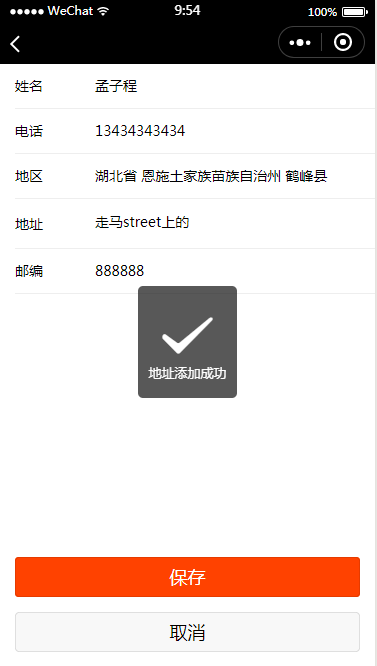 WeChat 9:54 100%
姓名 孟子程
电话 13434343434
地区 湖北省 恩施土家族苗族自治州 鹤峰县
地址 走马street上的
邮编 888888
地址添加成功
保存
取消